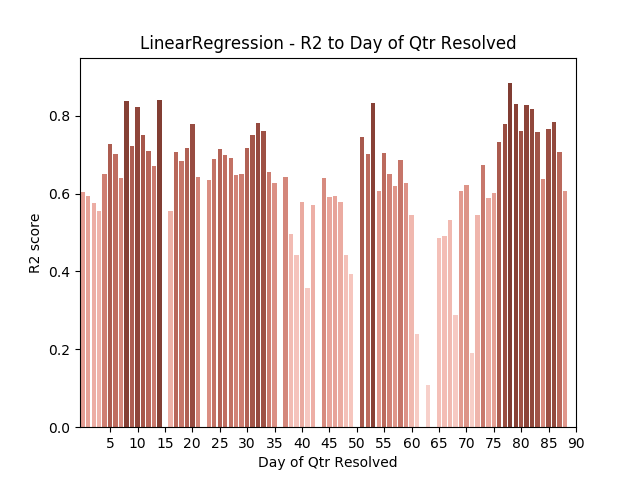 LinearRegression - R2 to Day of Qtr Resolved
R2 score
0.8
0.6
0.4
0.2
0.0
5 10 15 20 25 30 35 40 45 50 55 60 65 70 75 80 85 90
Day of Qtr Resolved